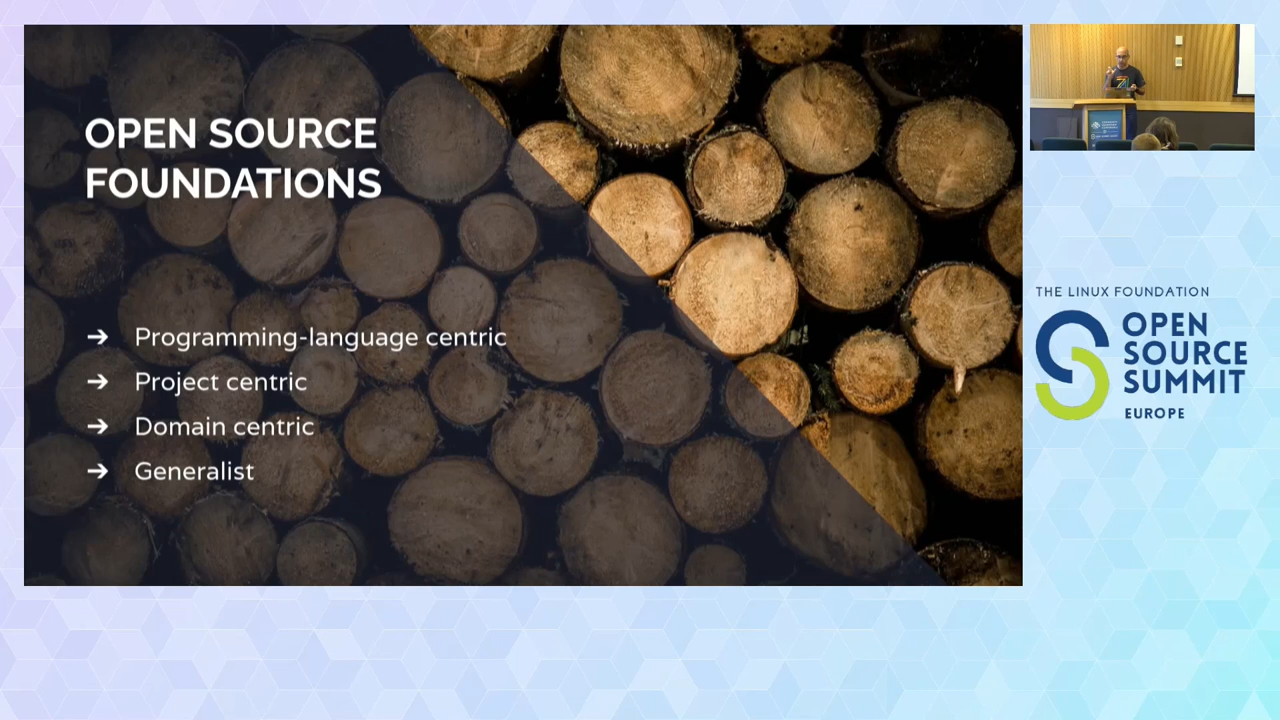 OPEN SOURCE
FOUNDATIONS
➔ Programming-language centric
➔ Project centric
➔ Domain centric
➔ Generalist
THE LINUX FOUNDATION
OPEN
SOURCE
SUMMIT
EUROPE